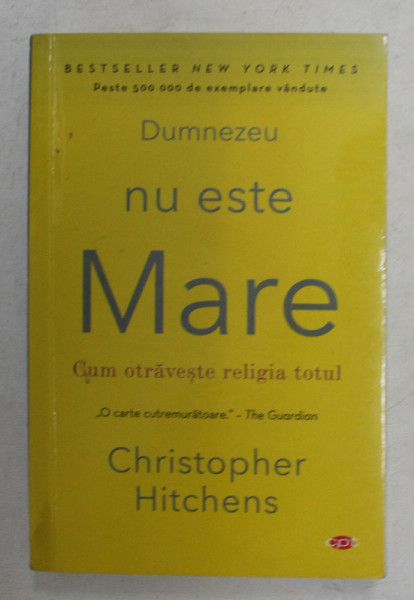 BESTSELLER NEW YORK TIMES
Peste 500 000 de exemplare vândute
Dumnezeu
nu este
Mare
Cum otrăvește religia totul
„O carte cutremurătoare.” – The Guardian
Christopher
Hitchens
cpt